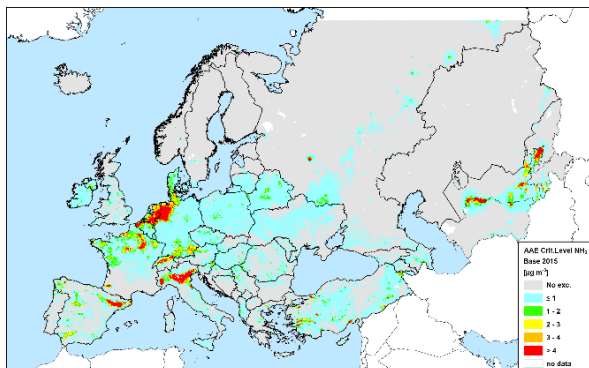 AAE Crit.Level NH₃
Base 2015
[µg m⁻³]
No exc.
≤ 1
1 - 2
2 - 3
3 - 4
> 4
no data